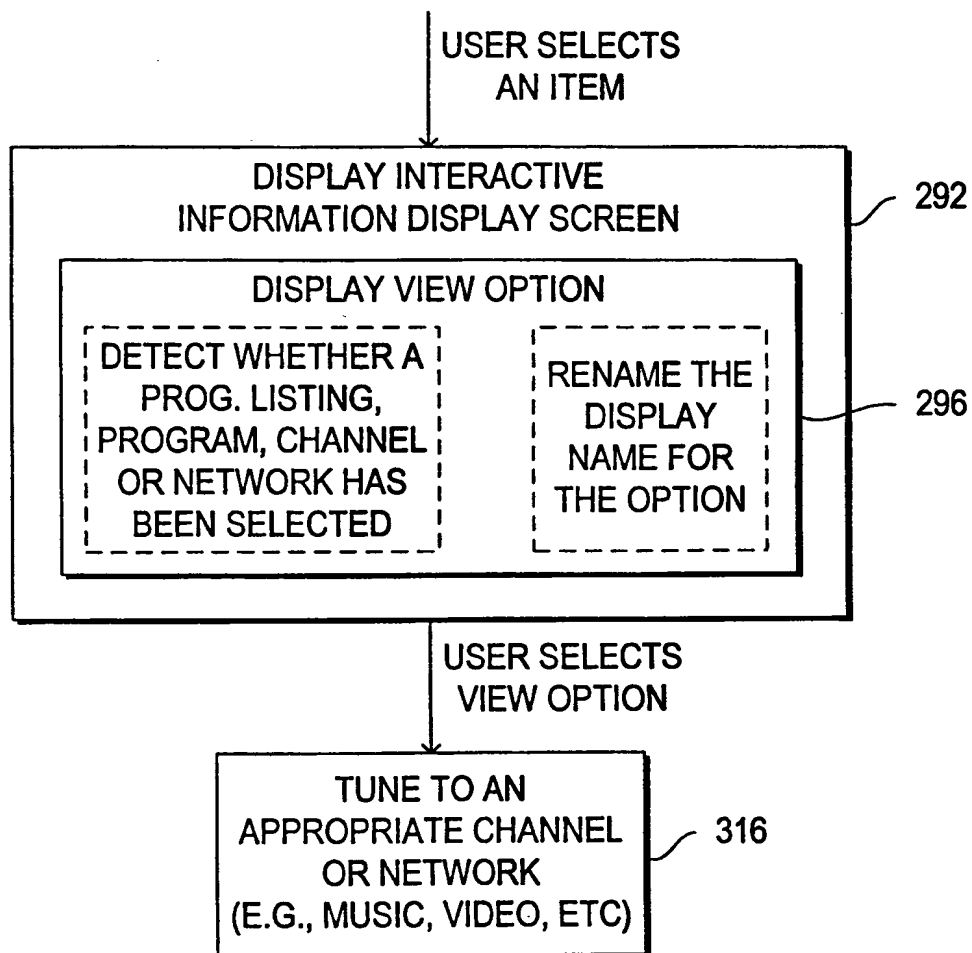 USER SELECTS
AN ITEM
DISPLAY INTERACTIVE
INFORMATION DISPLAY SCREEN
292
DISPLAY VIEW OPTION
DETECT WHETHER A
PROG. LISTING,
PROGRAM, CHANNEL
OR NETWORK HAS
BEEN SELECTED
RENAME THE
DISPLAY
NAME FOR
THE OPTION
296
USER SELECTS
VIEW OPTION
TUNE TO AN
APPROPRIATE CHANNEL
OR NETWORK
(E.G., MUSIC, VIDEO, ETC)
316